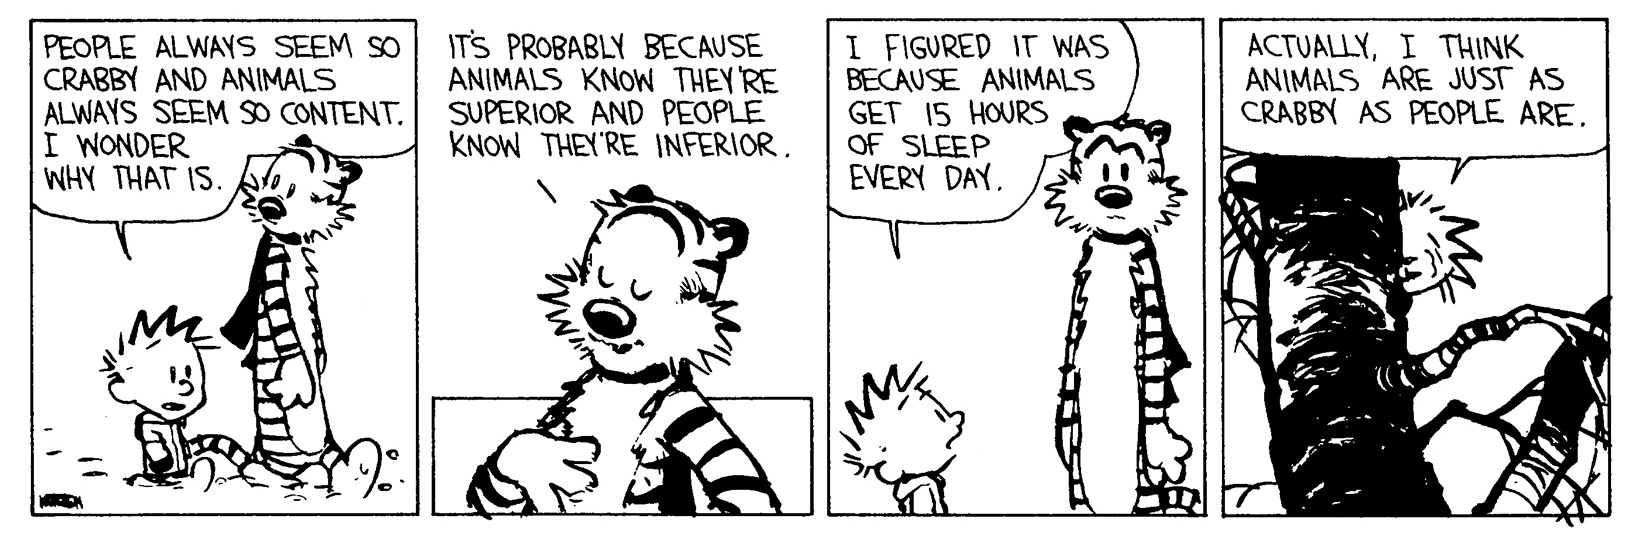 PEOPLE ALWAYS SEEM SO
CRABBY AND ANIMALS
ALWAYS SEEM SO CONTENT.
I WONDER
WHY THAT IS.
IT'S PROBABLY BECAUSE
ANIMALS KNOW THEY'RE
SUPERIOR AND PEOPLE
KNOW THEY'RE INFERIOR.
I FIGURED IT WAS
BECAUSE ANIMALS
GET 15 HOURS
OF SLEEP
EVERY DAY.
ACTUALLY, I THINK
ANIMALS ARE JUST AS
CRABBY AS PEOPLE ARE.